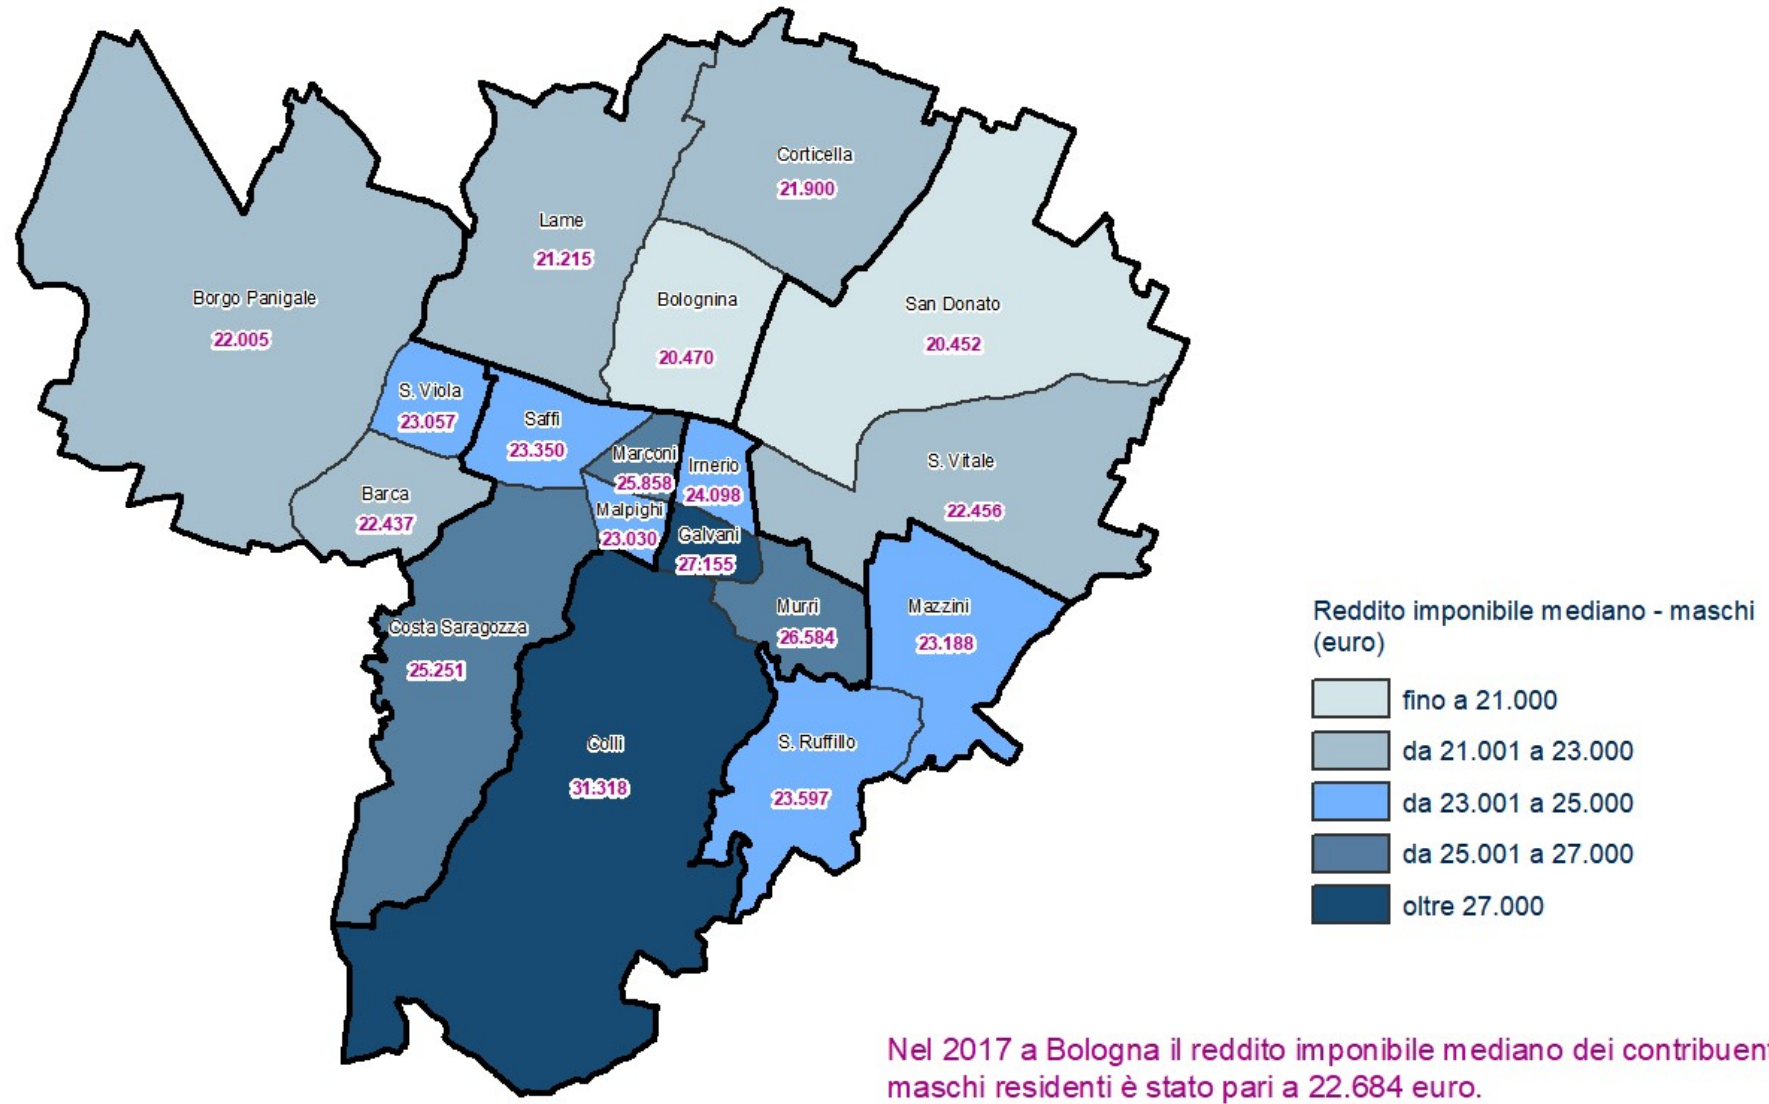 Corticella
21.900
Lame
21.215
Borgo Panigale
22.005
Bolognina
20.470
San Donato
20.452
S. Viola
23.057
Saffi
23.350
Marconi
25.858
Irnerio
24.098
S. Vitale
22.456
Barca
22.437
Malpighi
23.030
Galvani
27.155
Murri
26.584
Mazzini
23.188
Costa Saragozza
25.251
Colli
31.318
S. Ruffillo
23.597
Reddito imponibile mediano - maschi
(euro)
fino a 21.000
da 21.001 a 23.000
da 23.001 a 25.000
da 25.001 a 27.000
oltre 27.000
Nel 2017 a Bologna il reddito imponibile mediano dei contribuen
maschi residenti è stato pari a 22.684 euro.